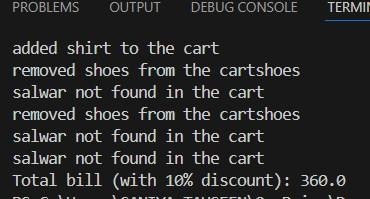 PROBLEMS OUTPUT DEBUG CONSOLE TERMIN
added shirt to the cart
removed shoes from the cartshoes
salwar not found in the cart
removed shoes from the cartshoes
salwar not found in the cart
salwar not found in the cart
Total bill (with 10% discount): 360.0